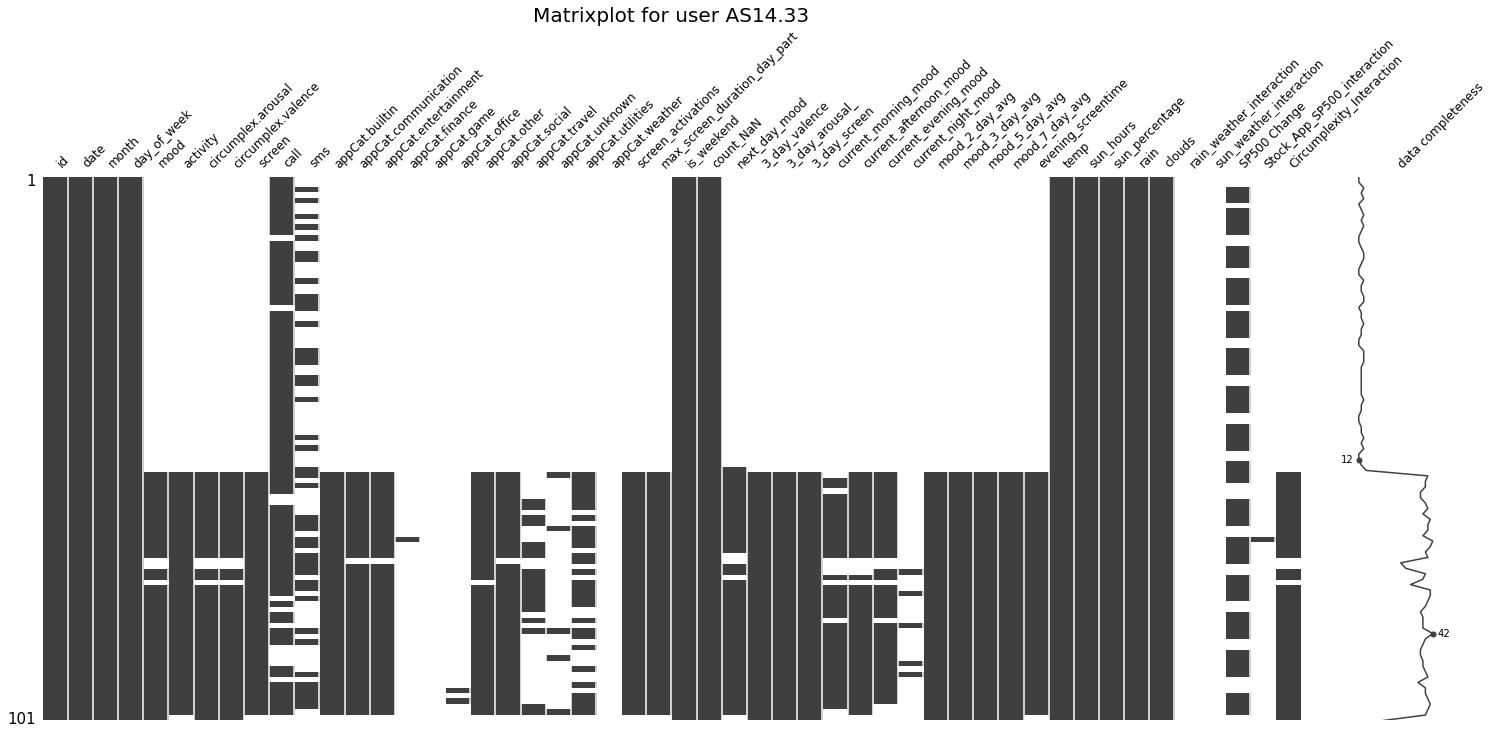 Matrixplot for user AS14.33
id
date
month
day_of_week
mood
activity
circumplex.arousal
circumplex.valence
screen
call
sms
appCat.builtin
appCat.communication
appCat.entertainment
appCat.finance
appCat.game
appCat.office
appCat.other
appCat.social
appCat.travel
appCat.unknown
appCat.utilities
appCat.weather
screen_activations
max_screen_duration_day_part
is_weekend
count_NaN
next_day_mood
3_day_valence
3_day_arousal_
3_day_screen
current_morning_mood
current_afternoon_mood
current_evening_mood
current_night_mood
mood_2_day_avg
mood_3_day_avg
mood_5_day_avg
mood_7_day_avg
evening_screentime
temp
sun_hours
sun_percentage
rain
clouds
rain_weather_interaction
sun_weather_interaction
SP500 Change
Stock_App_SP500_interaction
Circumplexity_Interaction
data completeness
1
12
42
101